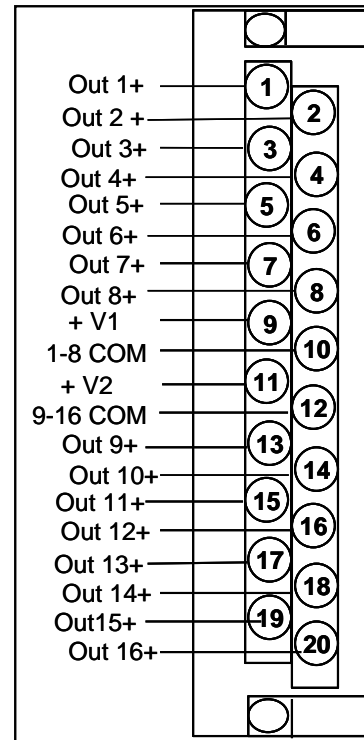 Out 1+ 1
Out 2 + 2
Out 3+ 3
Out 4+ 4
Out 5+ 5
Out 6+ 6
Out 7+ 7
Out 8+ 8
+ V1 9
1-8 COM 10
+ V2 11
9-16 COM 12
Out 9+ 13
Out 10+ 14
Out 11+ 15
Out 12+ 16
Out 13+ 17
Out 14+ 18
Out15+ 19
Out 16+ 20